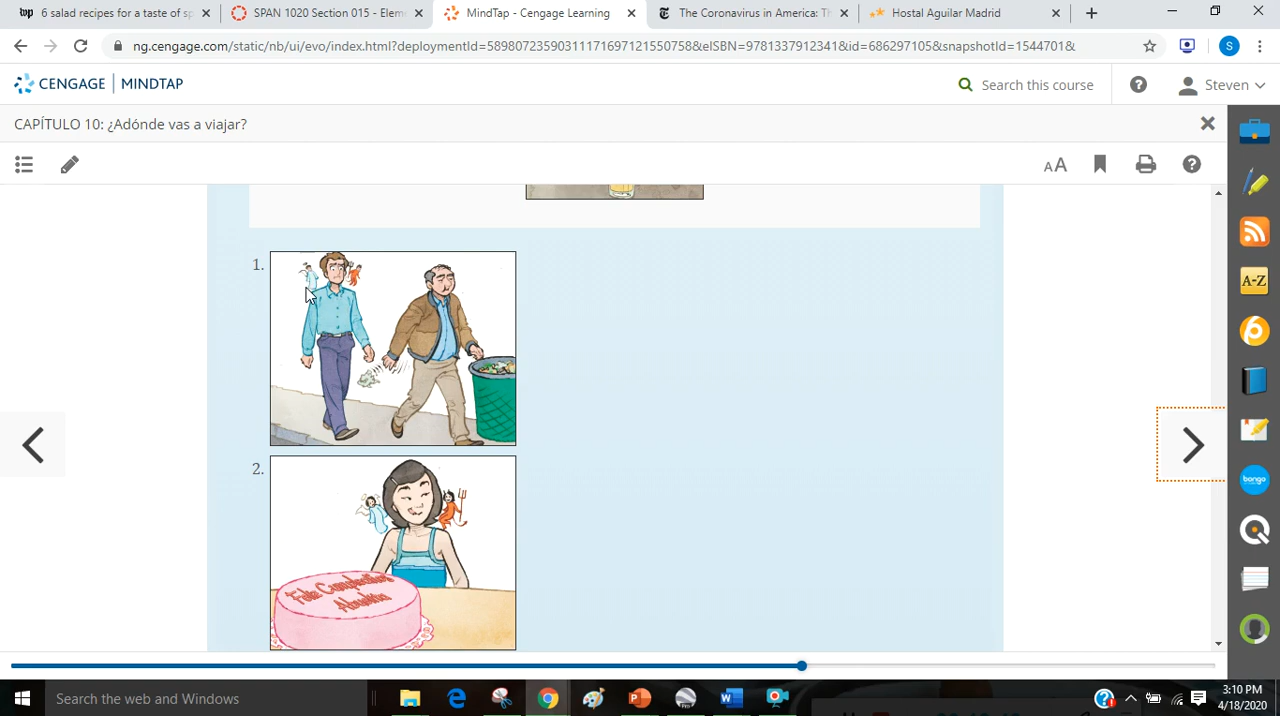 6 salad recipes for a taste of sp
SPAN 1020 Section 015 - Elem
MindTap - Cengage Learning
The Coronavirus in America: Th
Hostal Aguilar Madrid
ng.cengage.com/static/nb/ui/evo/index.html?deploymentId=589807235903111716971215507588&eISBN=9781337912341&id=686297105&snapshotId=1544701&
S
CENGAGE | MINDTAP
Search this course
Steven
CAPÍTULO 10: ¿Adónde vas a viajar?
AA
A-Z
1.
2.
Feliz Cumpleaños
Abuelita
bongo
Search the web and Windows
3:10 PM
4/18/2020